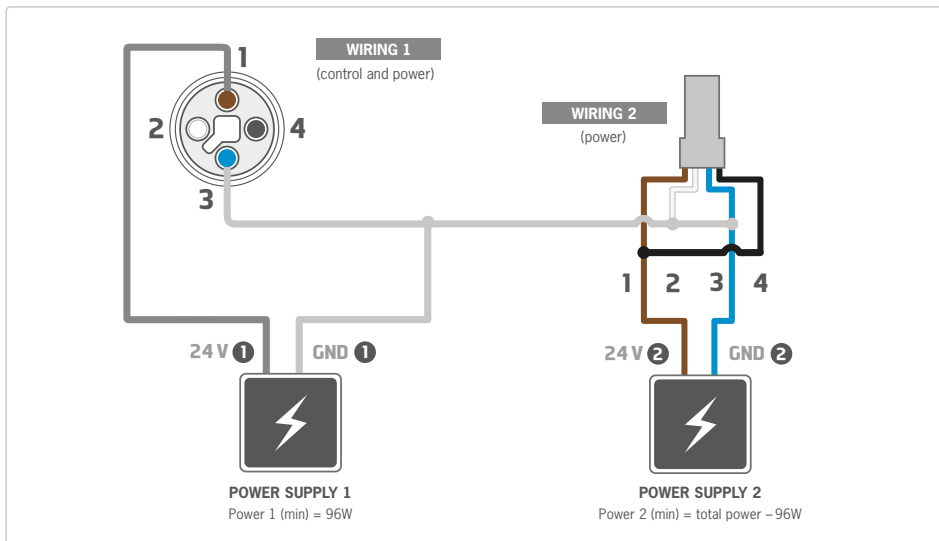 1
WIRING 1
(control and power)
2
4
3
WIRING 2
(power)
1
2
3
4
24 V 1
GND 1
24 V 2
GND 2
POWER SUPPLY 1
Power 1 (min) = 96W
POWER SUPPLY 2
Power 2 (min) = total power – 96W